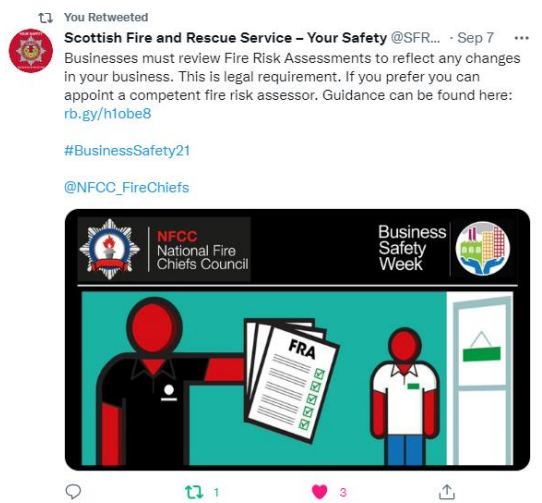 You Retweeted
Scottish Fire and Rescue Service – Your Safety @SFR... · Sep 7 ...
Businesses must review Fire Risk Assessments to reflect any changes
in your business. This is legal requirement. If you prefer you can
appoint a competent fire risk assessor. Guidance can be found here:
rb.gy/h1obe8
#BusinessSafety21
@NFCC_FireChiefs
NFCC
National Fire
Chiefs Council
Business
Safety
Week
FRA
1
3